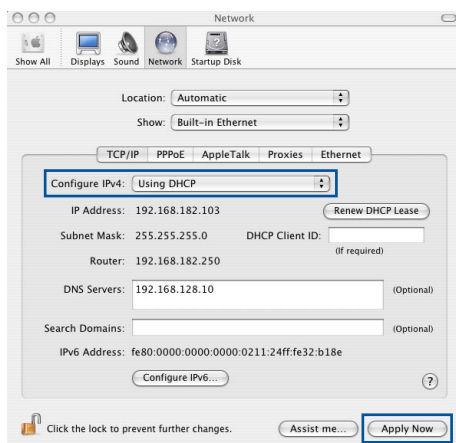 Network
Show All Displays Sound Network Startup Disk
Location: Automatic
Show: Built-in Ethernet
TCP/IP PPPoE AppleTalk Proxies Ethernet
Configure IPv4: Using DHCP
IP Address: 192.168.182.103 Renew DHCP Lease
Subnet Mask: 255.255.255.0 DHCP Client ID:
(If required)
Router: 192.168.182.250
DNS Servers: 192.168.128.10 (Optional)
Search Domains: (Optional)
IPv6 Address: fe80:0000:0000:0000:0211:24ff:fe32:b18e
Configure IPv6... ?
Click the lock to prevent further changes. Assist me... Apply Now